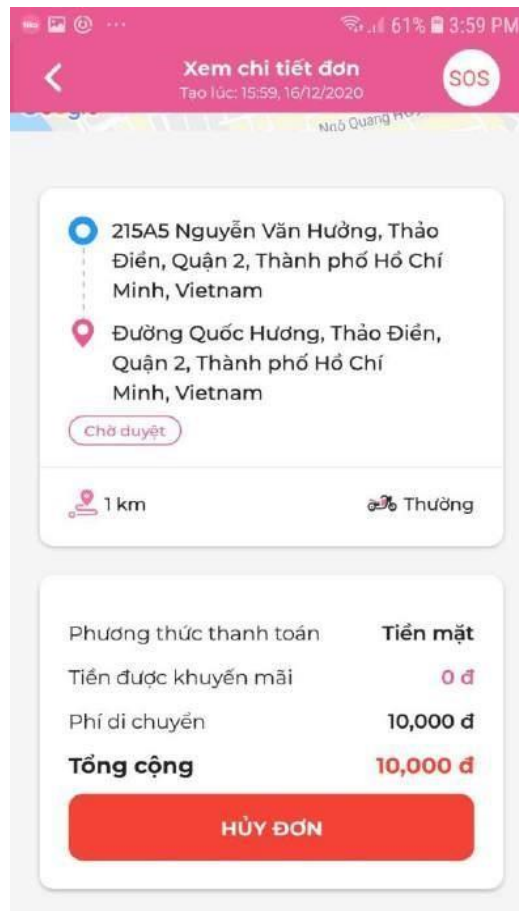 61% 3:59 PM
Xem chi tiết đơn
Tạo lúc: 15:59, 16/12/2020
SOS
Ngõ Quang
215A5 Nguyễn Văn Hưởng, Thảo
Điền, Quận 2, Thành phố Hồ Chí
Minh, Vietnam
Đường Quốc Hương, Thảo Điền,
Quận 2, Thành phố Hồ Chí
Minh, Vietnam
Chờ duyệt
1 km
Thường
Phương thức thanh toán Tiền mặt
Tiền được khuyến mãi 0 đ
Phí di chuyển 10,000 đ
Tổng cộng 10,000 đ
HỦY ĐƠN